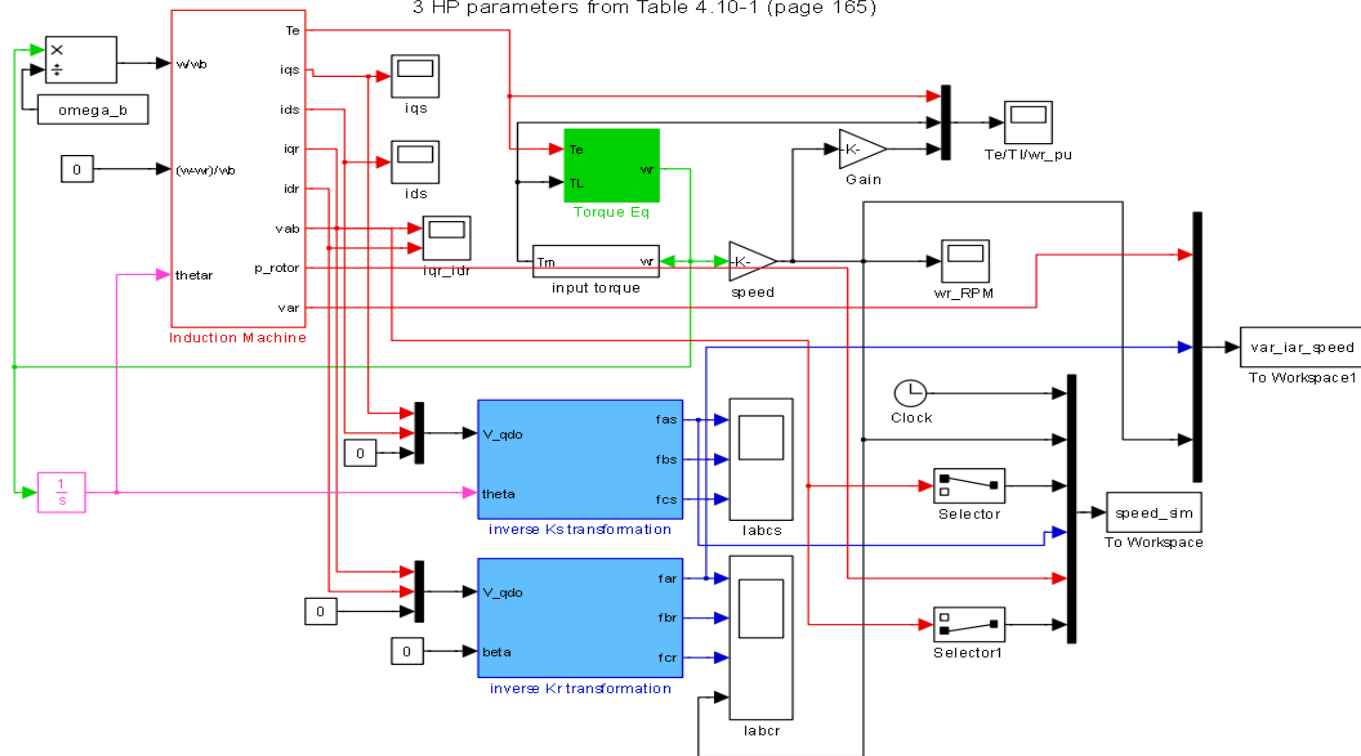 3 HP parameters from Table 4.10-1 (page 165)
×
÷
omega_b
0
w/wb
(w-wr)/wb
thetar
Te
iqs
ids
iqr
idr
vab
p_rotor
var
Induction Machine
iqs
ids
iqr_idr
Te
TL
wr
Torque Eq
Tm
wr
input torque
-K-
speed
-K-
Gain
Te/Tl/wr_pu
wr_RPM
var_iar_speed
To Workspace1
Clock
1
s
0
V_qdo
theta
fas
fbs
fcs
inverse Ks transformation
Iabcs
Selector
speed_sim
To Workspace
0
0
V_qdo
beta
far
fbr
fcr
inverse Kr transformation
Iabcr
Selector1